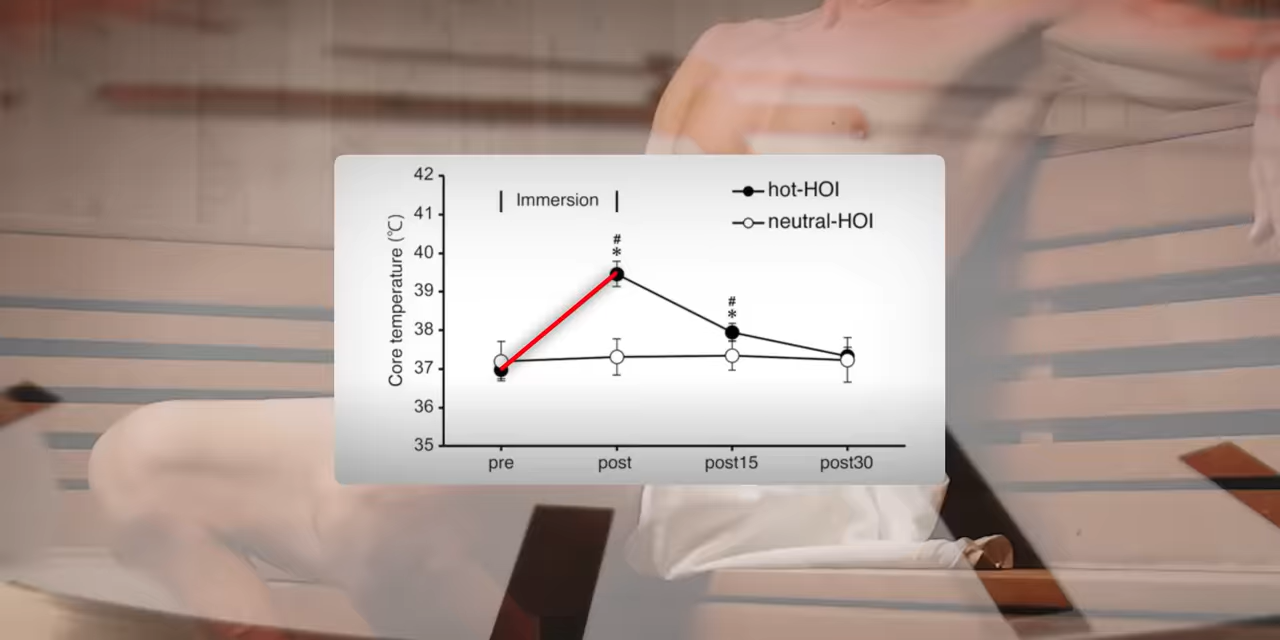 42
41
40
39
38
37
36
35
Core temperature (℃)
| Immersion |
hot-HOI
neutral-HOI
#
*
#
*
pre post post15 post30